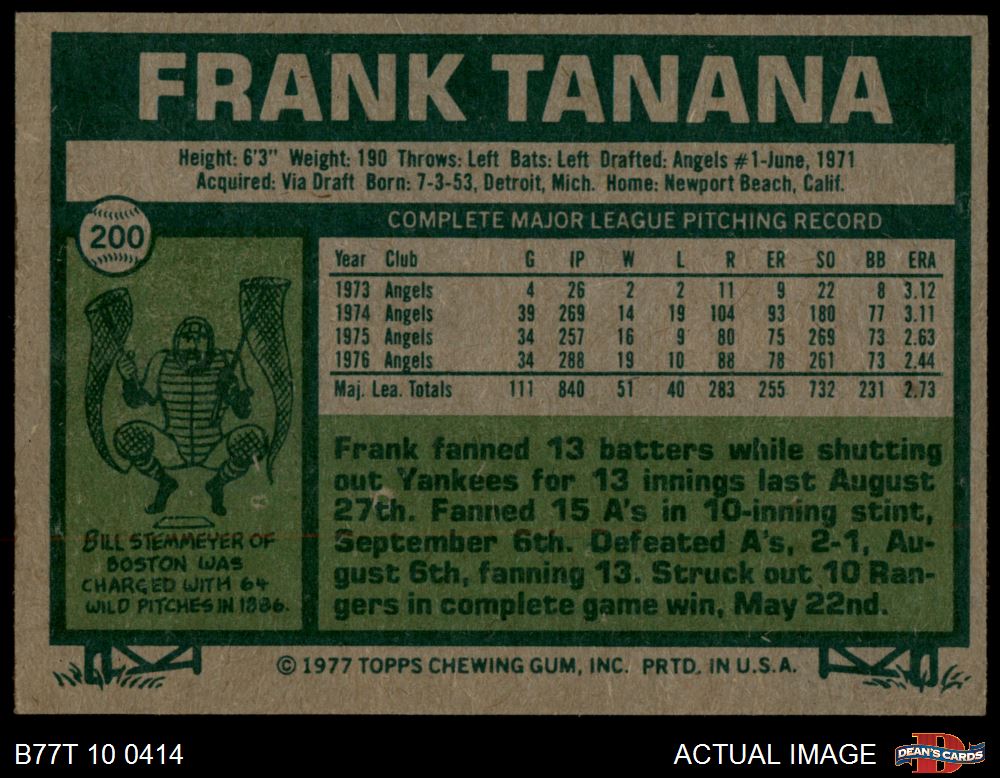 FRANK TANANA
Height: 6'3" Weight: 190 Throws: Left Bats: Left Drafted: Angels #1-June, 1971
Acquired: Via Draft Born: 7-3-53, Detroit, Mich. Home: Newport Beach, Calif.
200
COMPLETE MAJOR LEAGUE PITCHING RECORD
Year Club G IP W L R ER SO BB ERA
1973 Angels 4 26 2 2 11 9 22 8 3.12
1974 Angels 39 269 14 19 104 93 180 77 3.11
1975 Angels 34 257 16 9 80 75 269 73 2.63
1976 Angels 34 288 19 10 88 78 261 73 2.44
Maj. Lea. Totals 111 840 51 40 283 255 732 231 2.73
BILL STEMMEYER OF
BOSTON WAS
CHARGED WITH 64
WILD PITCHES IN 1886.
Frank fanned 13 batters while shutting
out Yankees for 13 innings last August
27th. Fanned 15 A's in 10-inning stint,
September 6th. Defeated A's, 2-1, Au-
gust 6th, fanning 13. Struck out 10 Ran-
gers in complete game win, May 22nd.
© 1977 TOPPS CHEWING GUM, INC. PRTD. IN U.S.A.
B77T 10 0414
ACTUAL IMAGE
DEAN'S CARDS